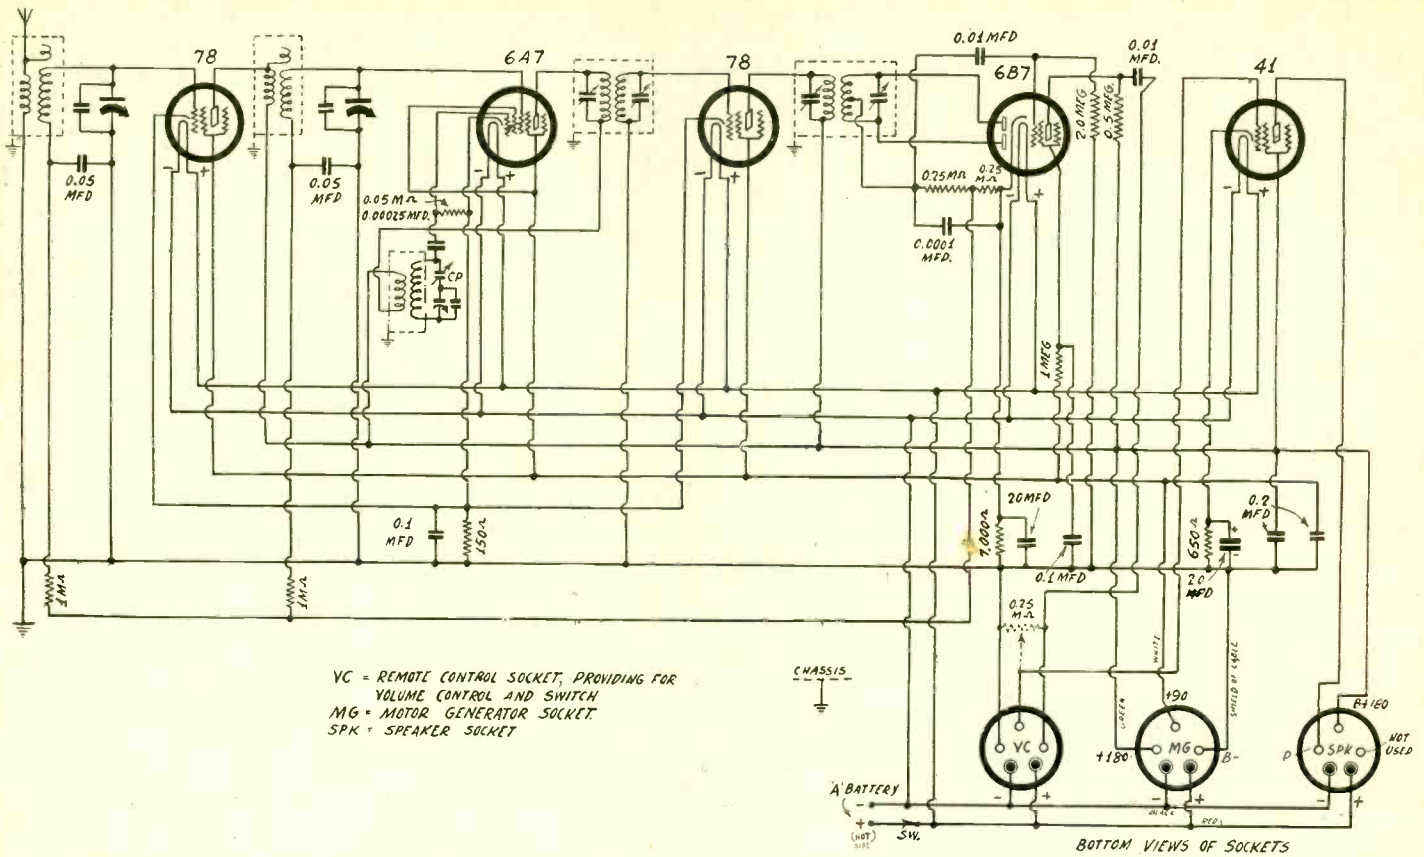 78
6A7
78
0.01 MFD
6B7
0.01
MFD.
41
2.0 MEG
0.5 MEG.
0.05
MFD
0.05
MFD
- +
- +
- +
- +
- +
0.05 MΩ
0.00025 MFD.
0.25 MΩ
0.25
MΩ
0.0001
MFD.
CP
1 MEG
0.1
MFD
150Ω
7,000Ω
20 MFD
0.1 MFD
650Ω
+
-
20
MFD
0.2
MFD
1MΩ
1MΩ
0.25
MΩ
WHITE
GREEN
SHIELD OF CABLE
VC = REMOTE CONTROL SOCKET, PROVIDING FOR
VOLUME CONTROL AND SWITCH
MG = MOTOR GENERATOR SOCKET.
SPK = SPEAKER SOCKET
CHASSIS
+90
B+180
VC
+180
MG
B-
P
SPK
NOT
USED
- +
- +
- +
"A" BATTERY
-
+
(HOT
SIDE)
SW.
BLACK
RED
BOTTOM VIEWS OF SOCKETS